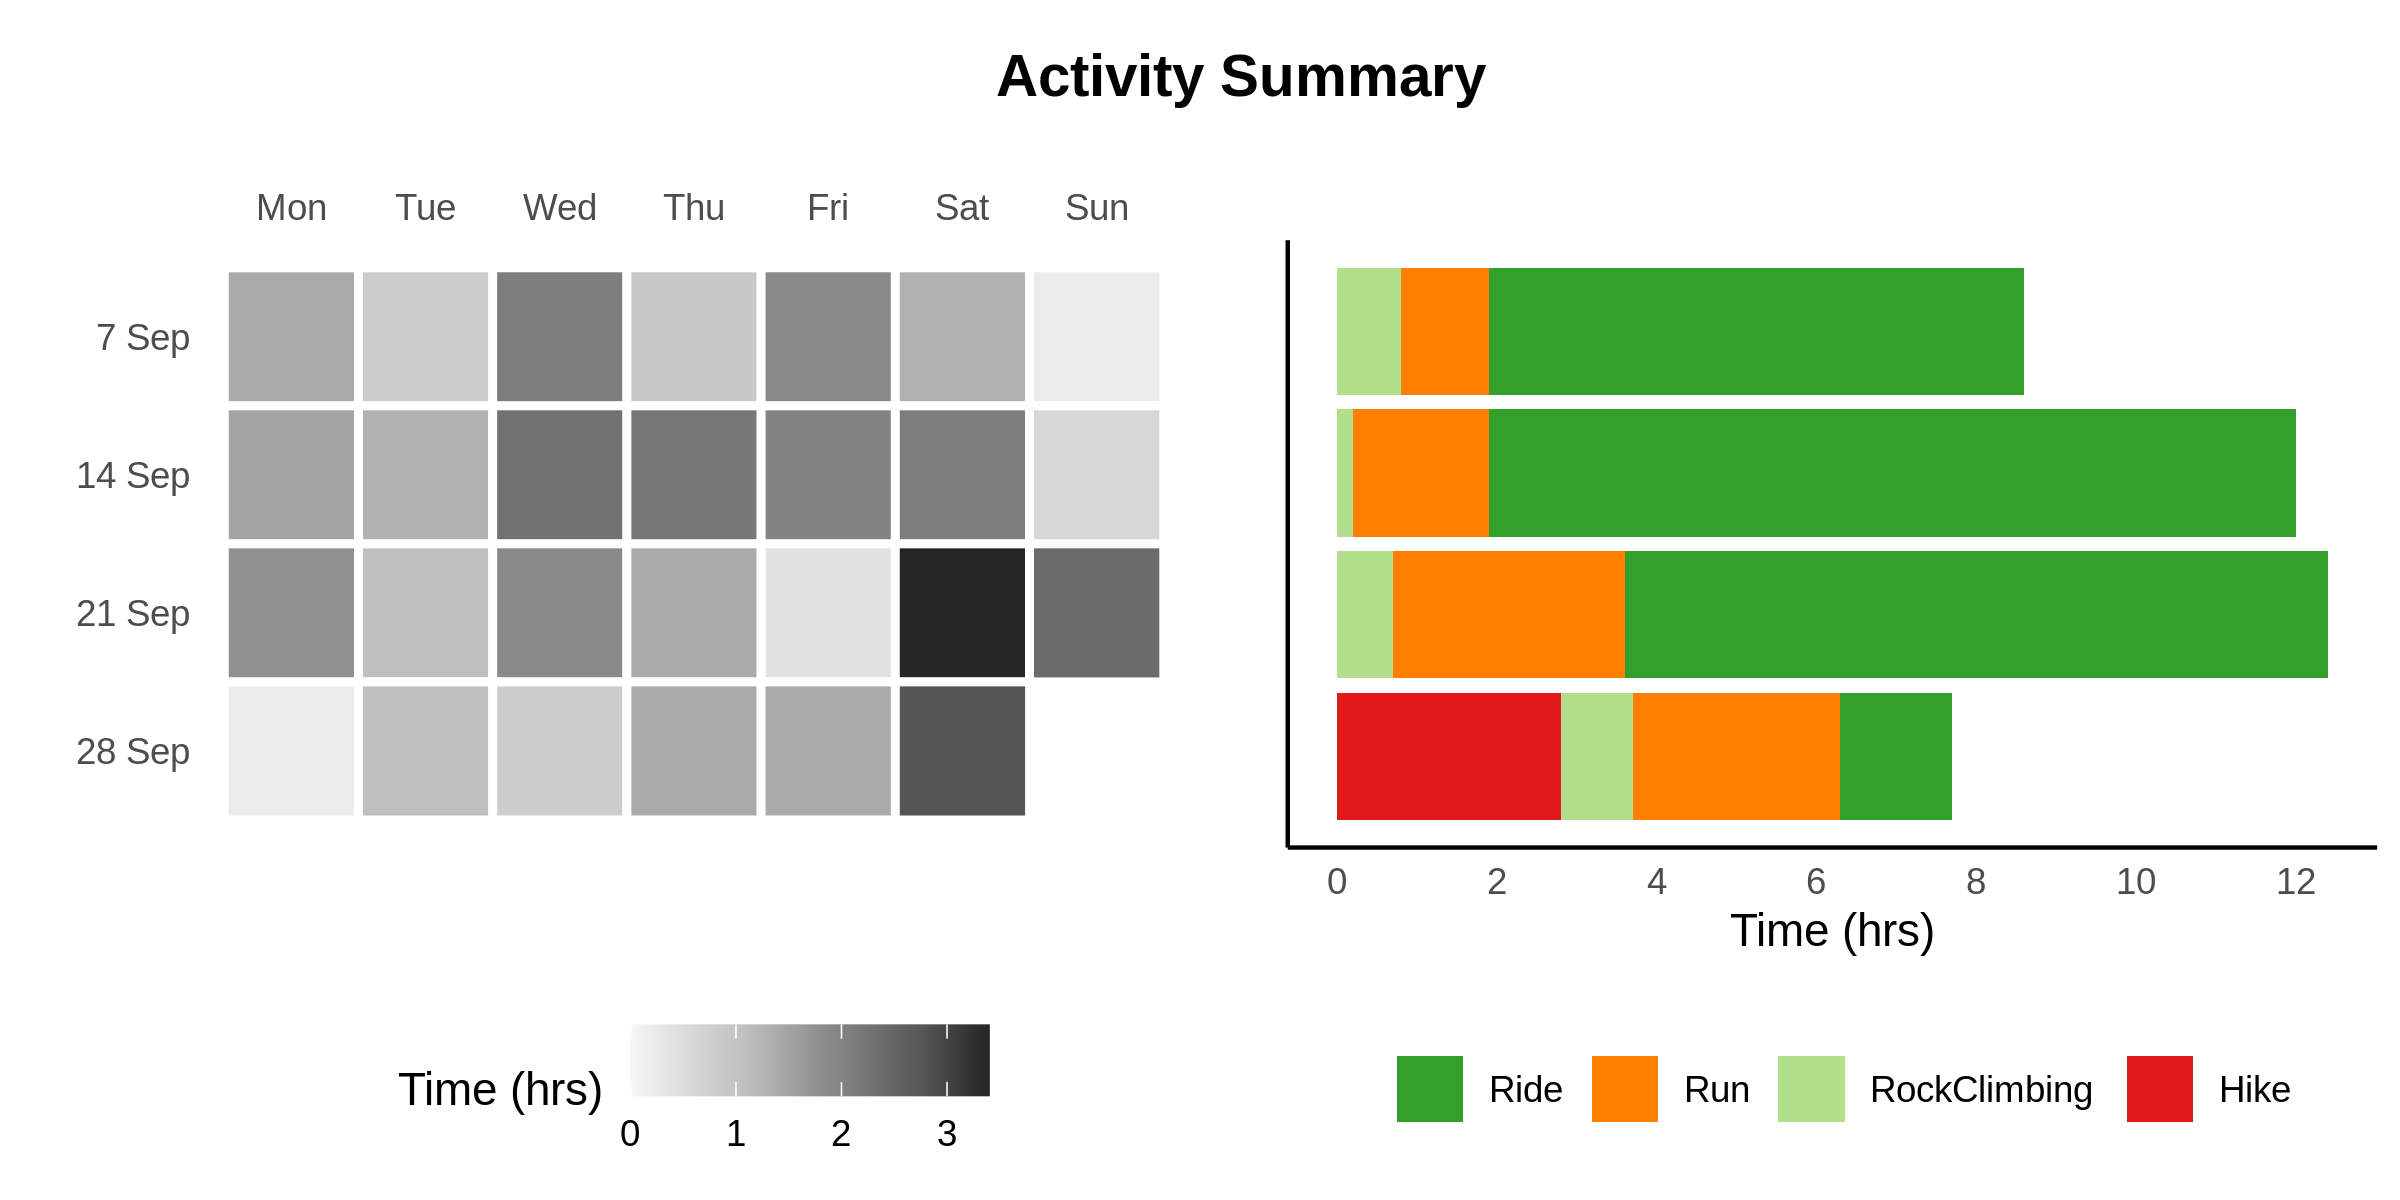 Activity Summary
Mon Tue Wed Thu Fri Sat Sun
7 Sep
14 Sep
21 Sep
28 Sep
0 2 4 6 8 10 12
Time (hrs)
Time (hrs)
0 1 2 3
Ride Run RockClimbing Hike